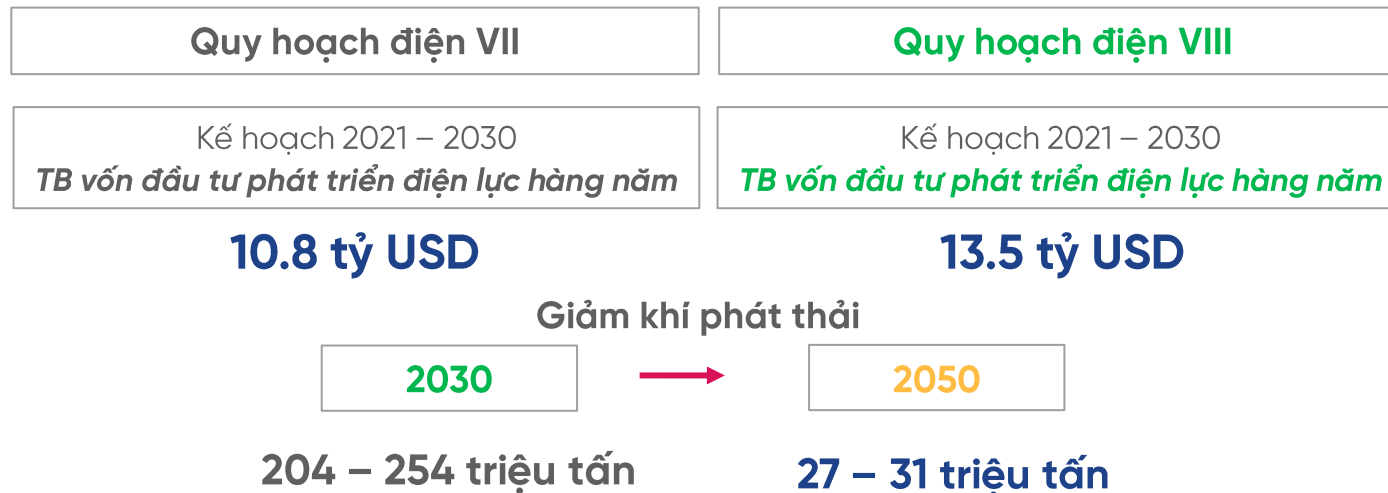 Quy hoạch điện VII
Quy hoạch điện VIII
Kế hoạch 2021 – 2030
TB vốn đầu tư phát triển điện lực hàng năm
Kế hoạch 2021 – 2030
TB vốn đầu tư phát triển điện lực hàng năm
10.8 tỷ USD
13.5 tỷ USD
Giảm khí phát thải
2030
2050
204 – 254 triệu tấn
27 – 31 triệu tấn